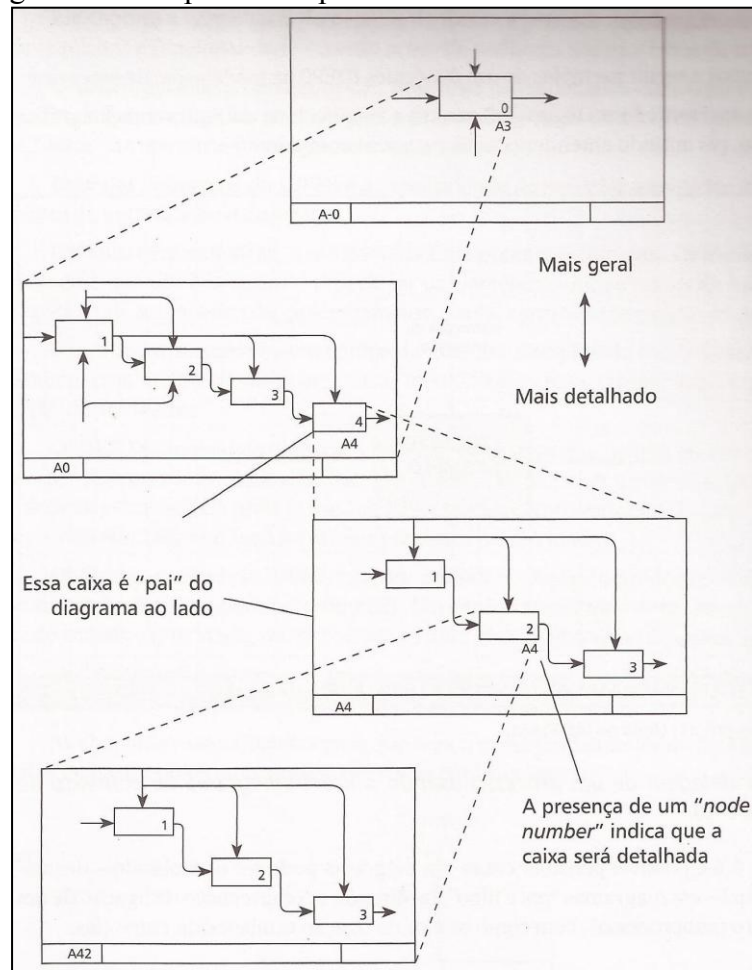 0
A3
A-0
Mais geral
Mais detalhado
1
2
3
4
A4
A0
Essa caixa é “pai” do
diagrama ao lado
1
2
A4
3
A4
A presença de um “node
number” indica que a
caixa será detalhada
1
2
3
A42